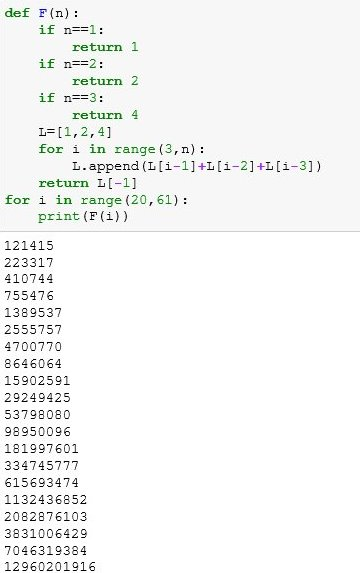 def F(n):
    if n==1:
        return 1
    if n==2:
        return 2
    if n==3:
        return 4
    L=[1,2,4]
    for i in range(3,n):
        L.append(L[i-1]+L[i-2]+L[i-3])
    return L[-1]
for i in range(20,61):
    print(F(i))
121415
223317
410744
755476
1389537
2555757
4700770
8646064
15902591
29249425
53798080
98950096
181997601
334745777
615693474
1132436852
2082876103
3831006429
7046319384
12960201916